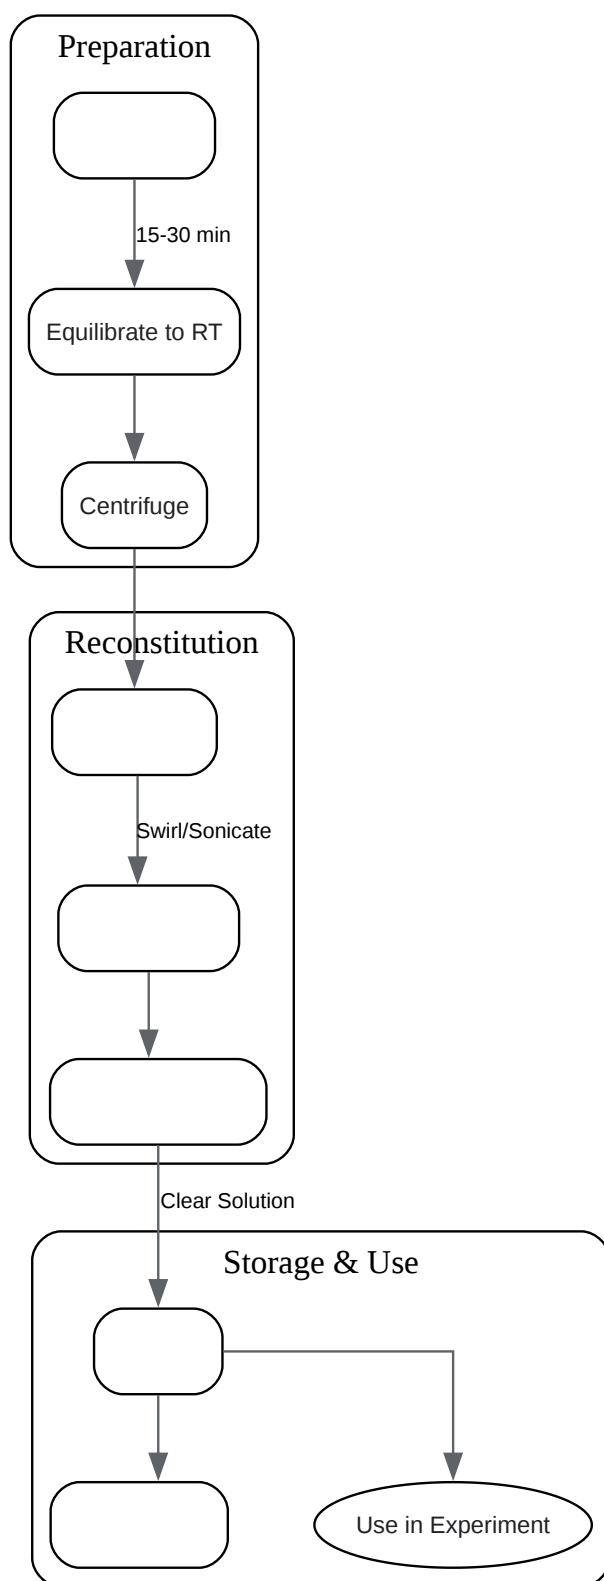 Preparation
15-30 min
Equilibrate to RT
Centrifuge
Reconstitution
Swirl/Sonicate
Clear Solution
Storage & Use
Use in Experiment